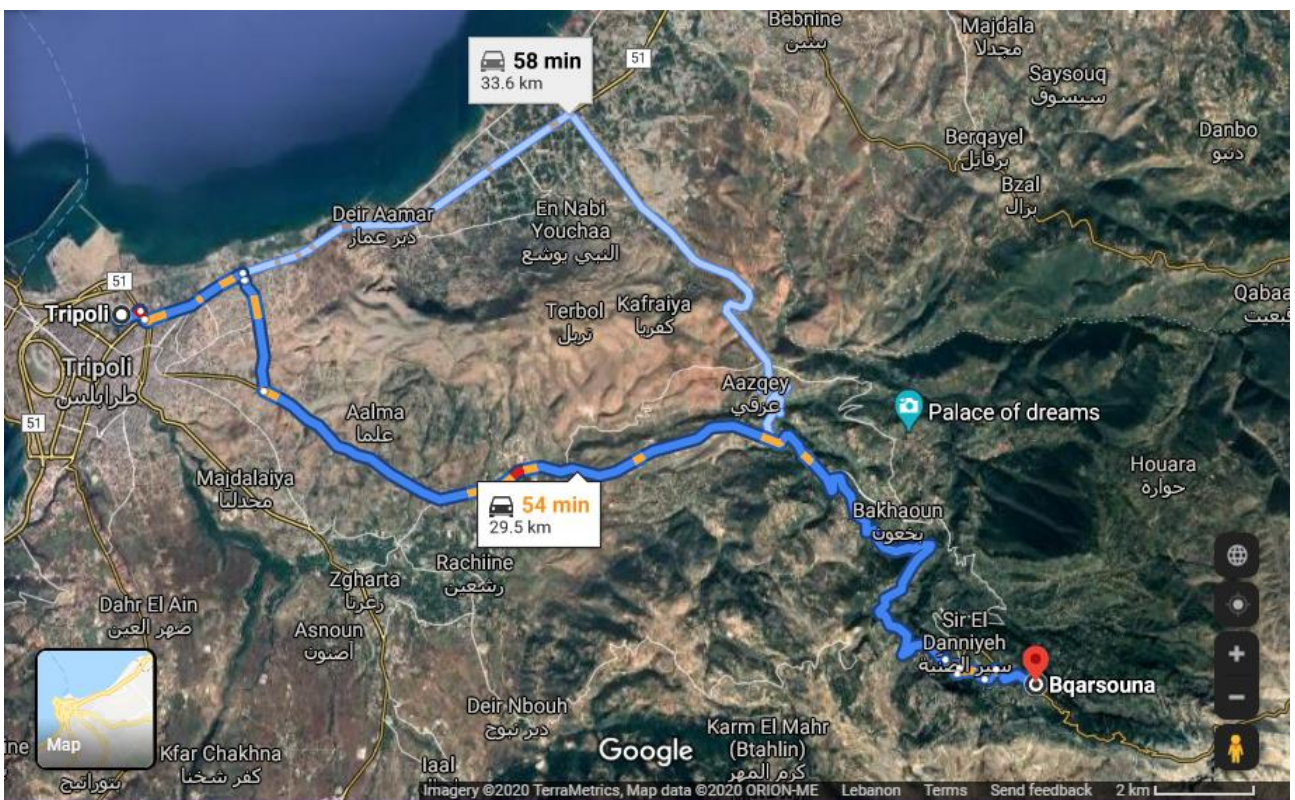 Bebnine
ببنين
Majdala
مجدلا
58 min
33.6 km
51
Saysouq
سيسوق
Berqayel
برقايل
Danbo
دنبو
Bzal
بزال
Deir Aamar
دير عمار
En Nabi
Youchaa
النبي يوشع
51
Tripoli
Terbol
تربل
Kafraiya
كفريا
Qabaa
قبعيت
Tripoli
طرابلس
Aazqey
عزقي
Palace of dreams
51
Aalma
علما
Majdalaiya
مجدليا
Houara
حوارة
54 min
29.5 km
Bakhaoun
بخعون
Rachiine
رشعين
Zgharta
زغرتا
Dahr El Ain
ضهر العين
Asnoun
أصنون
Sir El
Danniyeh
سير الضنية
Bqarsouna
Deir Nbouh
دير نبوح
Karm El Mahr
(Btahlin)
كرم المهر
Map
ine
Kfar Chakhna
كفر شخنا
بتوراتيج
Iaal
Google
Imagery ©2020 TerraMetrics, Map data ©2020 ORION-ME Lebanon Terms Send feedback 2 km